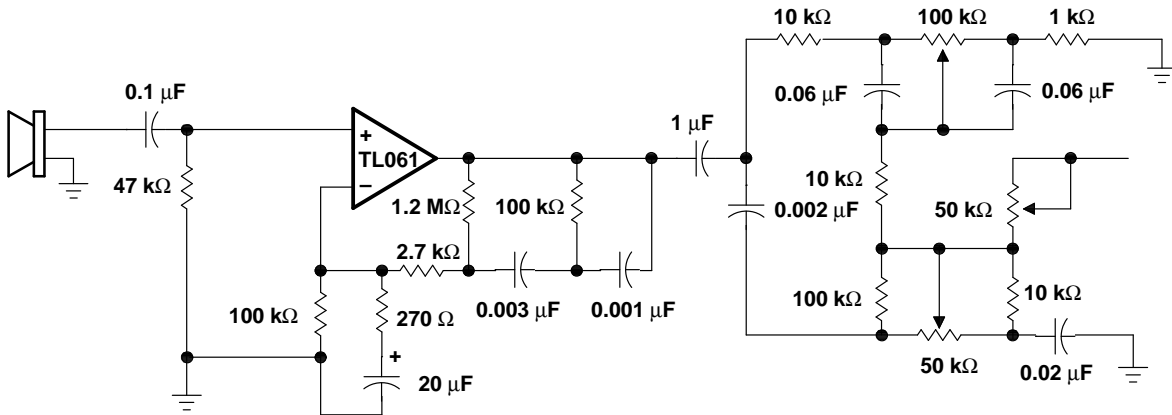 10 kΩ
100 kΩ
1 kΩ
0.06 μF
0.06 μF
0.1 μF
1 μF
+
TL061
−
47 kΩ
1.2 MΩ
100 kΩ
10 kΩ
0.002 μF
50 kΩ
2.7 kΩ
0.003 μF
0.001 μF
100 kΩ
270 Ω
100 kΩ
10 kΩ
+
20 μF
50 kΩ
0.02 μF